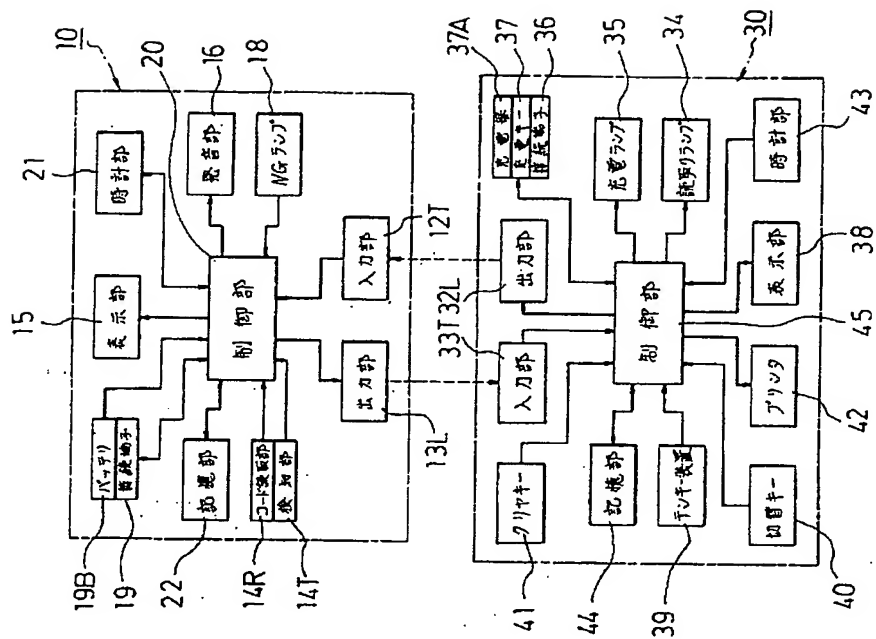 10
20
21
時計部
16
発音部
18
NGランプ
15
表示部
制御部
12T
入力部
バッテリ
接続端子
19B
19
記憶部
22
コード読取部
検知部
14R
14T
出力部
13L
30
37A
充電器
37
充電キー
36
接続端子
35
充電ランプ
34
読取りランプ
43
時計部
出力部
33T 32L
入力部
制御部
38
表示部
45
クリヤキー
41
記憶部
44
テンキー装置
39
プリンタ
42
切替キー
40